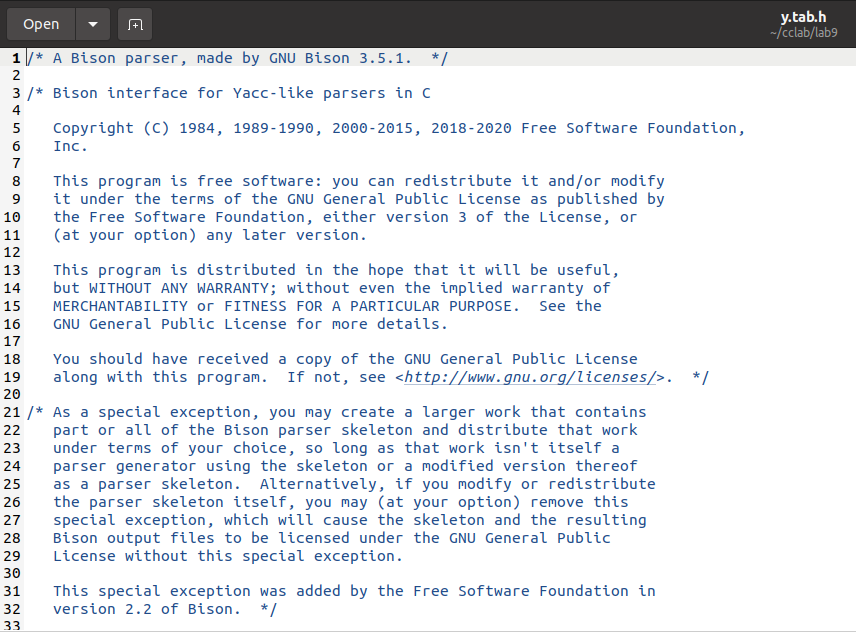 Open
y.tab.h
~/cclab/lab9
1 /* A Bison parser, made by GNU Bison 3.5.1.  */
2
3 /* Bison interface for Yacc-like parsers in C
4
5    Copyright (C) 1984, 1989-1990, 2000-2015, 2018-2020 Free Software Foundation,
6    Inc.
7
8    This program is free software: you can redistribute it and/or modify
9    it under the terms of the GNU General Public License as published by
10    the Free Software Foundation, either version 3 of the License, or
11    (at your option) any later version.
12
13    This program is distributed in the hope that it will be useful,
14    but WITHOUT ANY WARRANTY; without even the implied warranty of
15    MERCHANTABILITY or FITNESS FOR A PARTICULAR PURPOSE.  See the
16    GNU General Public License for more details.
17
18    You should have received a copy of the GNU General Public License
19    along with this program.  If not, see <http://www.gnu.org/licenses/>.  */
20
21 /* As a special exception, you may create a larger work that contains
22    part or all of the Bison parser skeleton and distribute that work
23    under terms of your choice, so long as that work isn't itself a
24    parser generator using the skeleton or a modified version thereof
25    as a parser skeleton.  Alternatively, if you modify or redistribute
26    the parser skeleton itself, you may (at your option) remove this
27    special exception, which will cause the skeleton and the resulting
28    Bison output files to be licensed under the GNU General Public
29    License without this special exception.
30
31    This special exception was added by the Free Software Foundation in
32    version 2.2 of Bison.  */
33